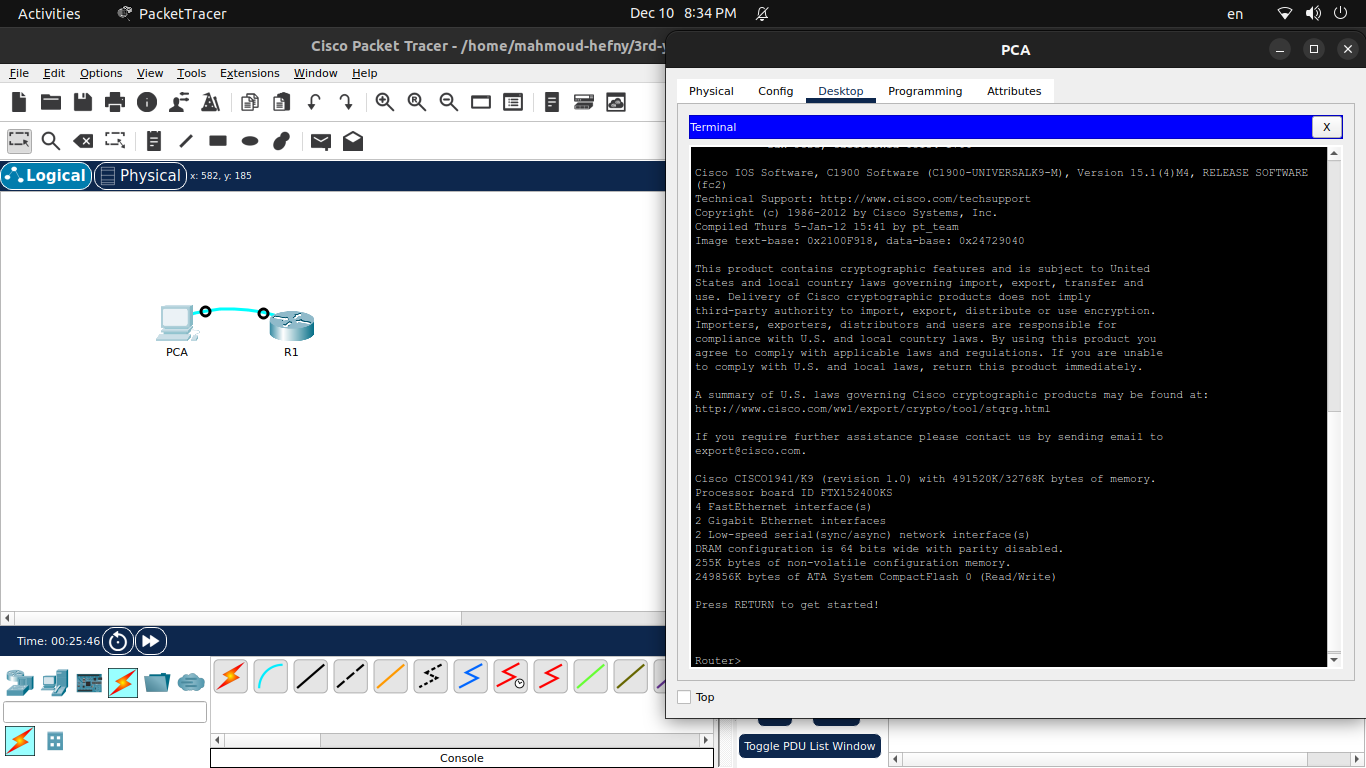 Activities
PacketTracer
Dec 10 8:34 PM
en
Cisco Packet Tracer - /home/mahmoud-hefny/3rd-y
File Edit Options View Tools Extensions Window Help
Logical
Physical
x: 582, y: 185
PCA
R1
Time: 00:25:46
Console
Toggle PDU List Window
PCA
Physical Config Desktop Programming Attributes
Terminal
X
Cisco IOS Software, C1900 Software (C1900-UNIVERSALK9-M), Version 15.1(4)M4, RELEASE SOFTWARE
(fc2)
Technical Support: http://www.cisco.com/techsupport
Copyright (c) 1986-2012 by Cisco Systems, Inc.
Compiled Thurs 5-Jan-12 15:41 by pt_team
Image text-base: 0x2100F918, data-base: 0x24729040
This product contains cryptographic features and is subject to United
States and local country laws governing import, export, transfer and
use. Delivery of Cisco cryptographic products does not imply
third-party authority to import, export, distribute or use encryption.
Importers, exporters, distributors and users are responsible for
compliance with U.S. and local country laws. By using this product you
agree to comply with applicable laws and regulations. If you are unable
to comply with U.S. and local laws, return this product immediately.
A summary of U.S. laws governing Cisco cryptographic products may be found at:
http://www.cisco.com/wwl/export/crypto/tool/stqrg.html
If you require further assistance please contact us by sending email to
export@cisco.com.
Cisco CISCO1941/K9 (revision 1.0) with 491520K/32768K bytes of memory.
Processor board ID FTX152400KS
4 FastEthernet interface(s)
2 Gigabit Ethernet interfaces
2 Low-speed serial(sync/async) network interface(s)
DRAM configuration is 64 bits wide with parity disabled.
255K bytes of non-volatile configuration memory.
249856K bytes of ATA System CompactFlash 0 (Read/Write)
Press RETURN to get started!
Router>
Top